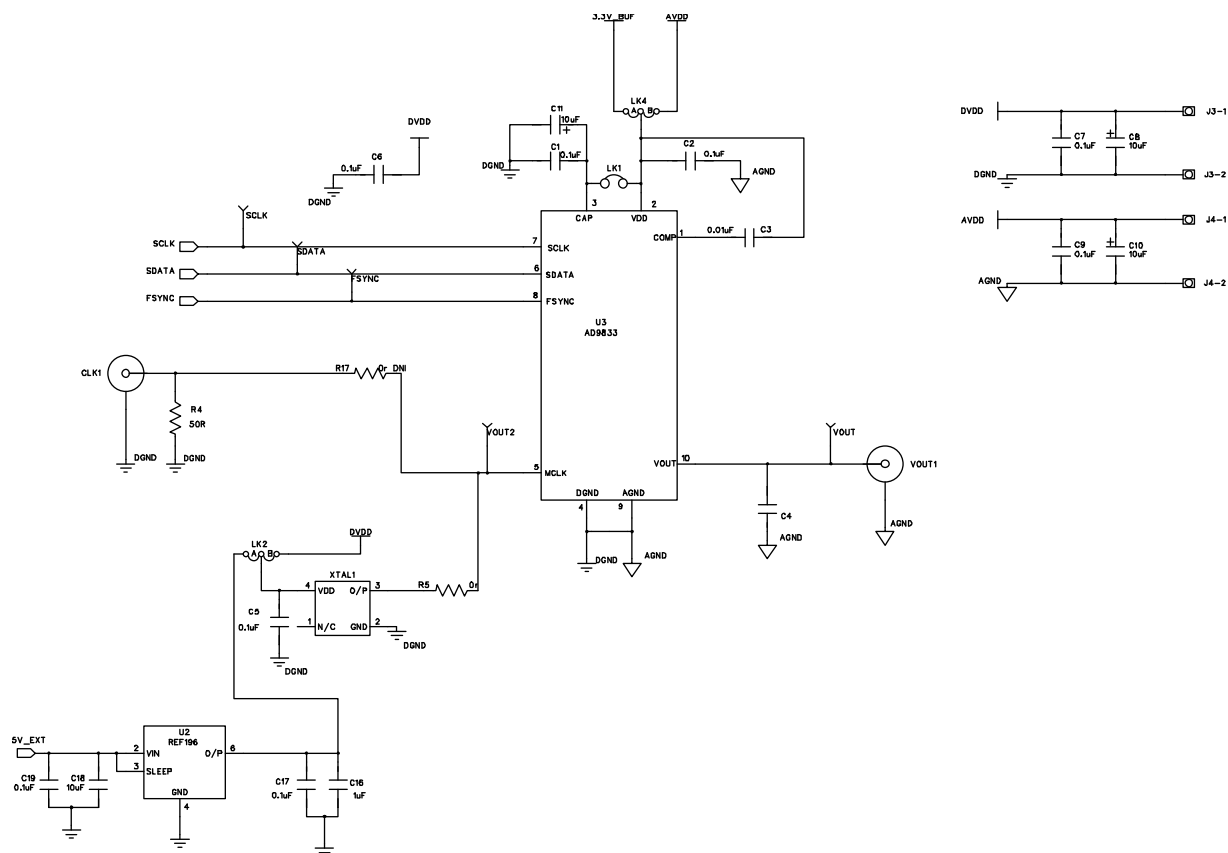 3.3V_BUF
AVDD
LK4
A B
C11
10uF
+
C1
0.1uF
DGND
LK1
C2
0.1uF
AGND
DVDD
C6
0.1uF
DGND
3
CAP
2
VDD
COMP
1
0.01uF
C3
SCLK
SCLK
7
SCLK
SDATA
SDATA
6
SDATA
FSYNC
FSYNC
8
FSYNC
U3
AD9833
CLK1
DGND
R4
50R
DGND
R17
0r DNI
VOUT2
5
MCLK
VOUT
10
VOUT
VOUT1
C4
AGND
AGND
DGND
4
AGND
9
DGND
AGND
LK2
A B
DVDD
XTAL1
4
VDD
O/P
3
1
N/C
GND
2
DGND
R5
0r
C5
0.1uF
DGND
5V_EXT
C19
0.1uF
C18
10uF
U2
REF196
2
VIN
O/P
6
3
SLEEP
GND
4
C17
0.1uF
C16
1uF
DVDD
J3-1
C7
0.1uF
+
C8
10uF
DGND
J3-2
AVDD
J4-1
C9
0.1uF
+
C10
10uF
AGND
J4-2